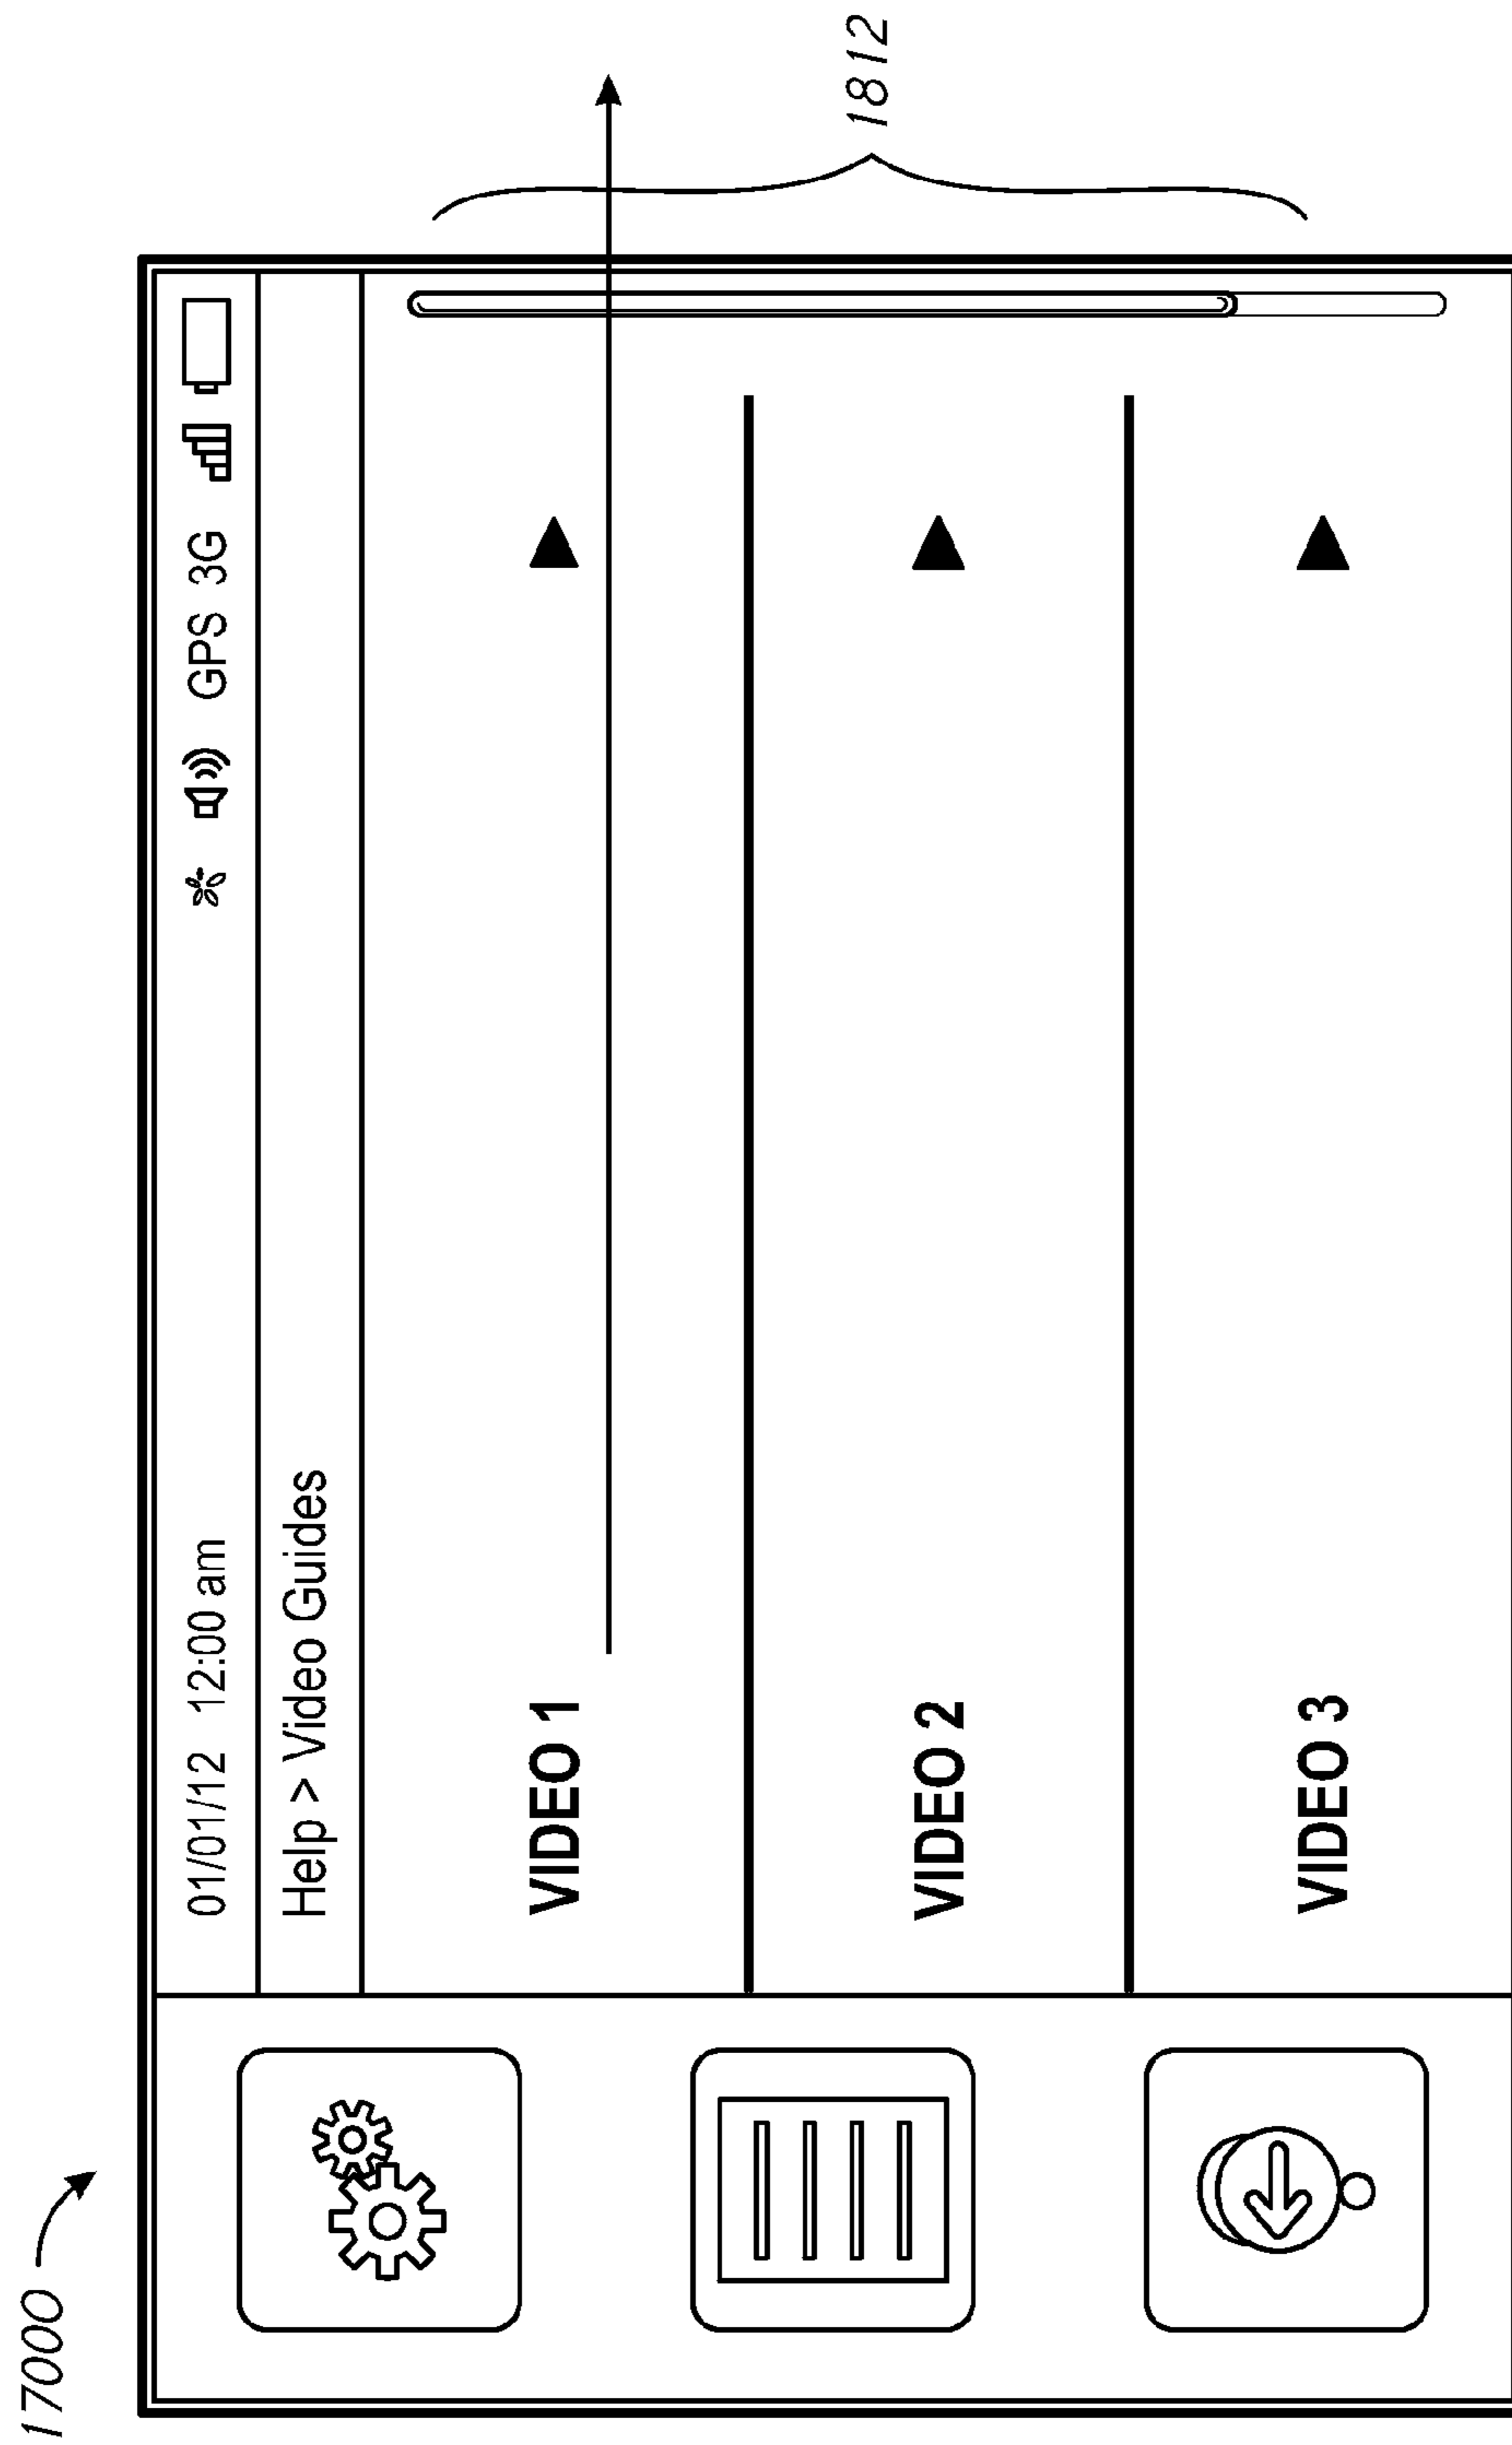 17000
01/01/12 12:00 am GPS 3G
Help > Video Guides
VIDEO 1
VIDEO 2
VIDEO 3
1812